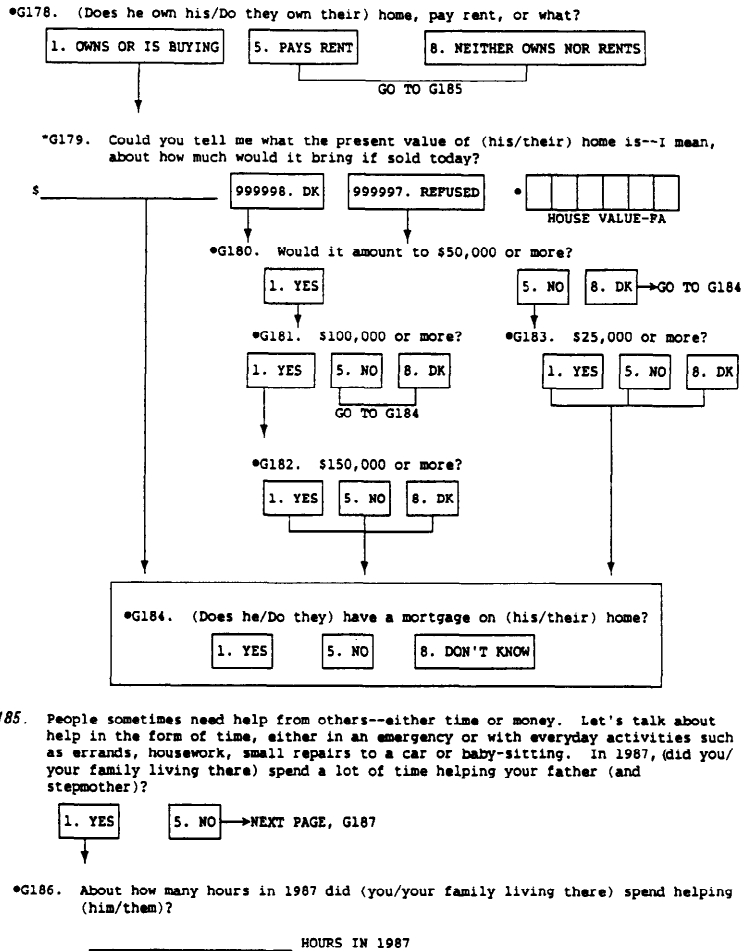 •G178. (Does he own his/Do they own their) home, pay rent, or what?
1. OWNS OR IS BUYING 5. PAYS RENT 8. NEITHER OWNS NOR RENTS
GO TO G185
*G179. Could you tell me what the present value of (his/their) home is--I mean,
about how much would it bring if sold today?
$ 999998. DK 999997. REFUSED •
HOUSE VALUE-PA
•G180. Would it amount to $50,000 or more?
1. YES 5. NO 8. DK GO TO G184
•G181. $100,000 or more? •G183. $25,000 or more?
1. YES 5. NO 8. DK 1. YES 5. NO 8. DK
GO TO G184
•G182. $150,000 or more?
1. YES 5. NO 8. DK
•G184. (Does he/Do they) have a mortgage on (his/their) home?
1. YES 5. NO 8. DON'T KNOW
185. People sometimes need help from others--either time or money. Let's talk about
help in the form of time, either in an emergency or with everyday activities such
as errands, housework, small repairs to a car or baby-sitting. In 1987, (did you/
your family living there) spend a lot of time helping your father (and
stepmother)?
1. YES 5. NO NEXT PAGE, G187
•G186. About how many hours in 1987 did (you/your family living there) spend helping
(him/them)?
HOURS IN 1987